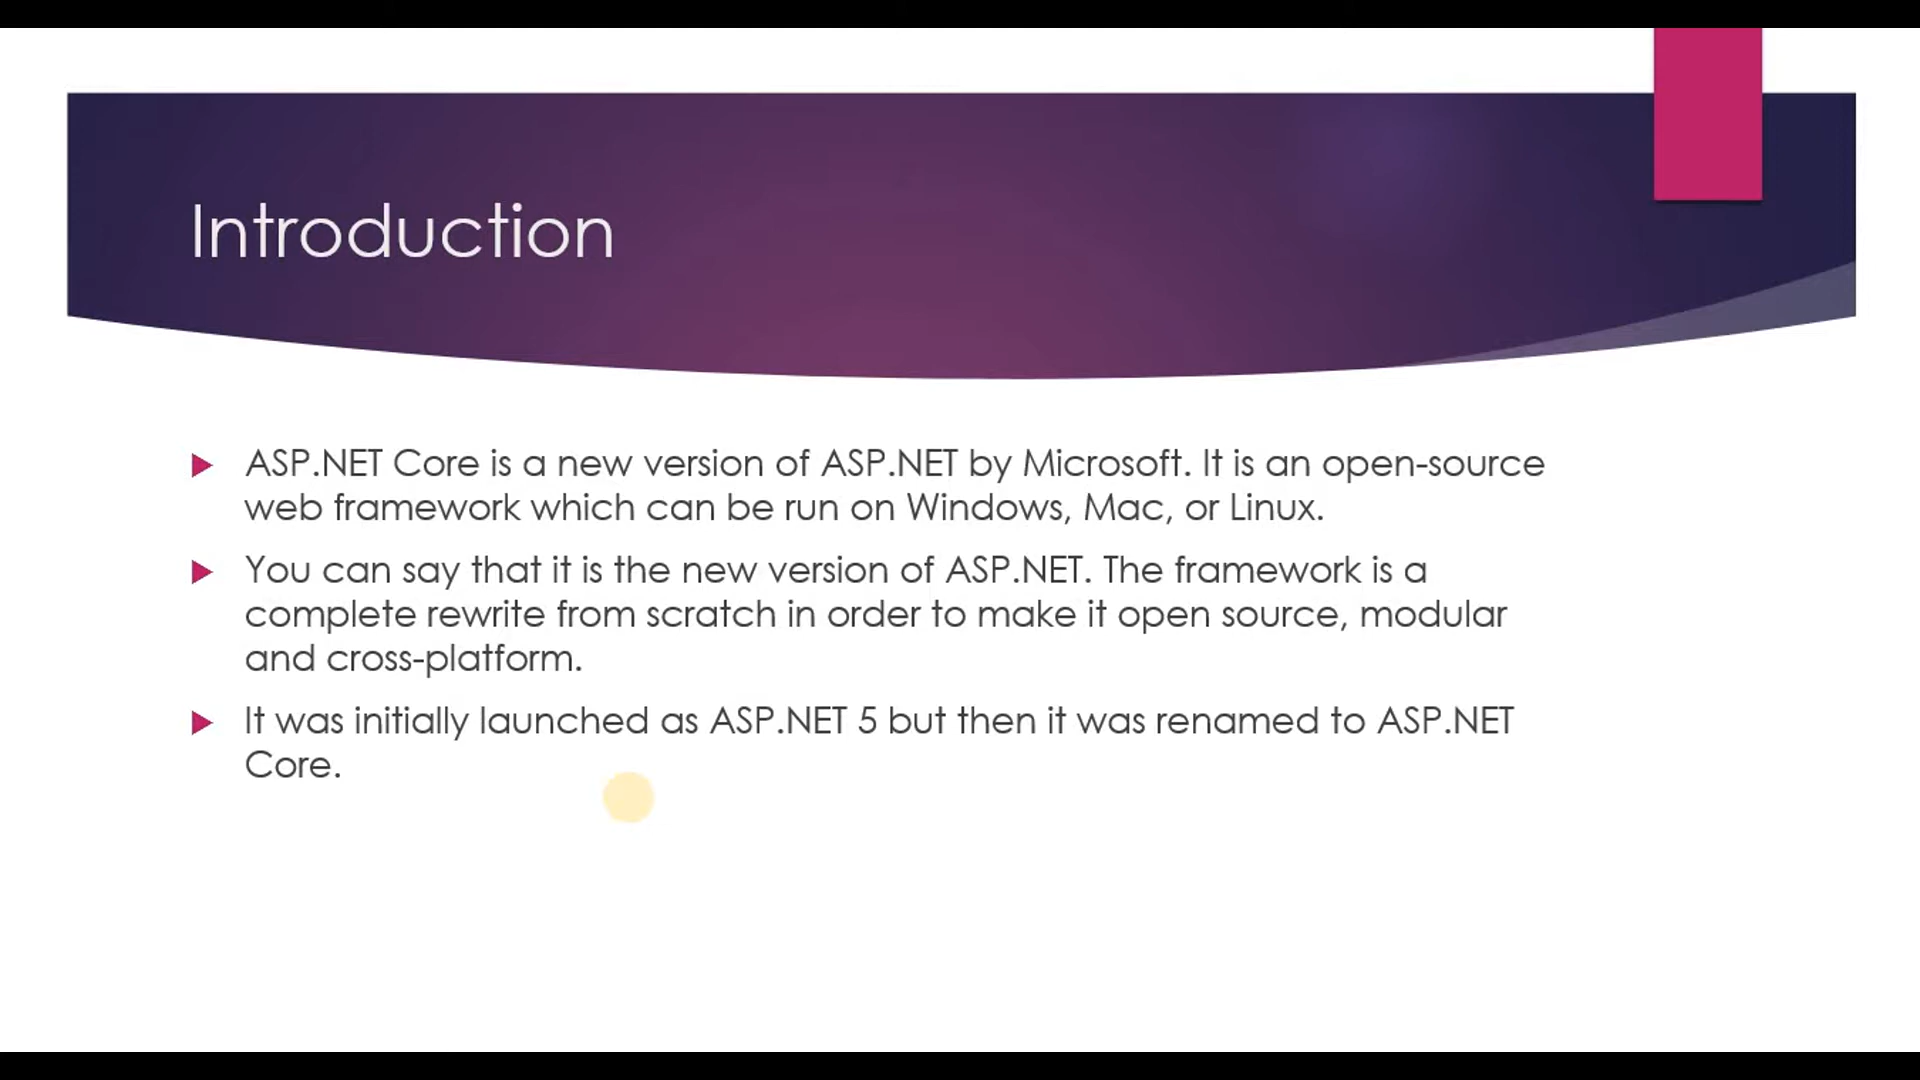 Introduction
ASP.NET Core is a new version of ASP.NET by Microsoft. It is an open-source
web framework which can be run on Windows, Mac, or Linux.
You can say that it is the new version of ASP.NET. The framework is a
complete rewrite from scratch in order to make it open source, modular
and cross-platform.
It was initially launched as ASP.NET 5 but then it was renamed to ASP.NET
Core.